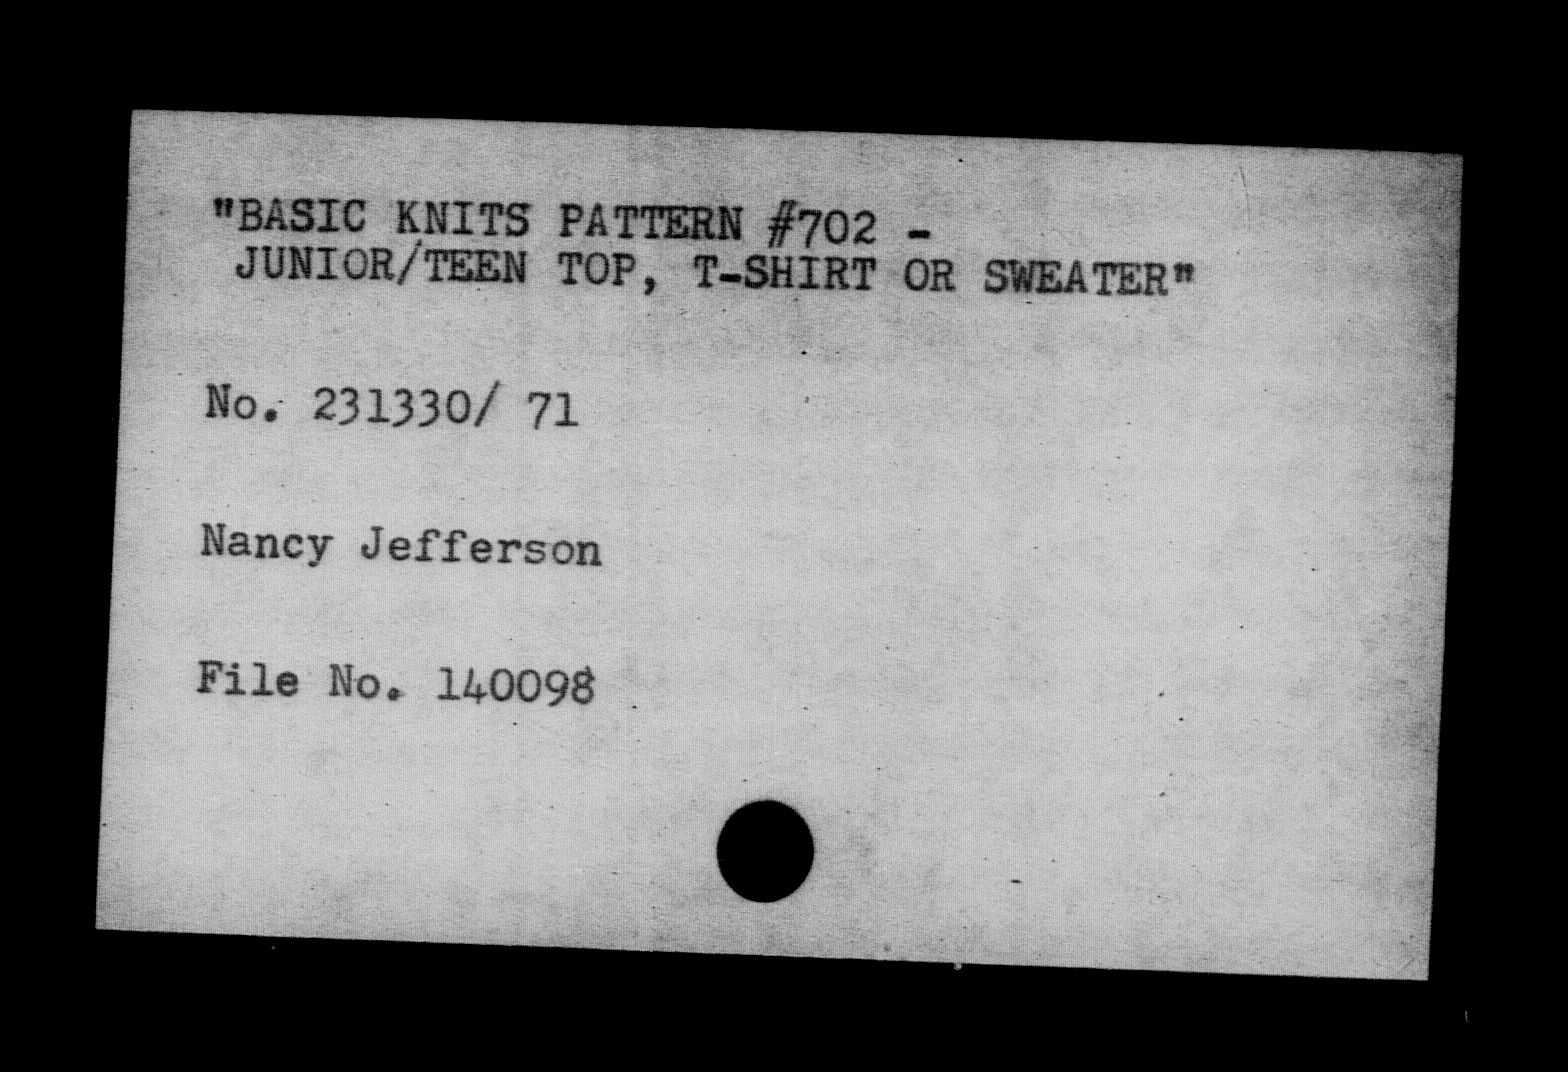 "BASIC KNITS PATTERN #702 -
JUNIOR/TEEN TOP, T-SHIRT OR SWEATER"
No. 231330/ 71
Nancy Jefferson
File No. 140098